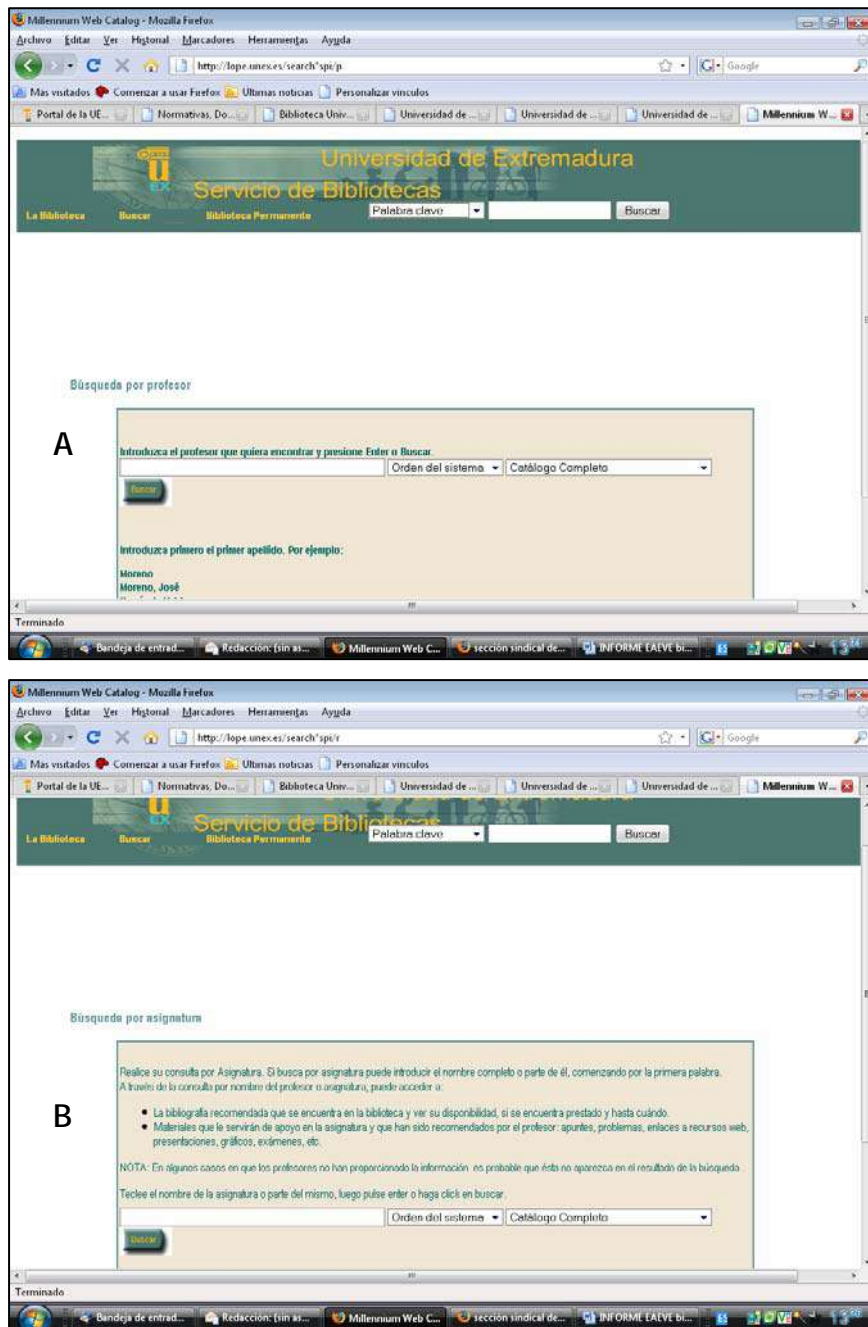 Millennium Web Catalog - Mozilla Firefox
Archivo Editar Ver Historial Marcadores Herramientas Ayuda
http://lope.unex.es/search*spi/p
Google
Más visitados Comenzar a usar Firefox Últimas noticias Personalizar vínculos
Portal de la UE... Normativas, Do... Biblioteca Univ... Universidad de ... Universidad de ... Universidad de ... Millennium W...
Universidad de Extremadura
Servicio de Bibliotecas
La Biblioteca Buscar Biblioteca Permanente Palabra clave Buscar
Búsqueda por profesor
A
Introduzca el profesor que quiera encontrar y presione Enter o Buscar.
Orden del sistema Catálogo Completo
Buscar
Introduzca primero el primer apellido. Por ejemplo:
Moreno
Moreno, José
Terminado
Bandeja de entrad... Redacción: (sin as... Millennium Web C... sección sindical de... INFORME EAEVE bi... ES
Millennium Web Catalog - Mozilla Firefox
Archivo Editar Ver Historial Marcadores Herramientas Ayuda
http://lope.unex.es/search*spi/r
Google
Más visitados Comenzar a usar Firefox Últimas noticias Personalizar vínculos
Portal de la UE... Normativas, Do... Biblioteca Univ... Universidad de ... Universidad de ... Universidad de ... Millennium W...
Servicio de Bibliotecas
La Biblioteca Buscar Biblioteca Permanente Palabra clave Buscar
Búsqueda por asignatura
B
Realice su consulta por Asignatura. Si busca por asignatura puede introducir el nombre completo o parte de él, comenzando por la primera palabra.
A través de la consulta por nombre del profesor o asignatura, puede acceder a:
La bibliografía recomendada que se encuentra en la biblioteca y ver su disponibilidad, si se encuentra prestado y hasta cuándo.
Materiales que le servirán de apoyo en la asignatura y que han sido recomendados por el profesor: apuntes, problemas, enlaces a recursos web,
presentaciones, gráficos, exámenes, etc.
NOTA: En algunos casos en que los profesores no han proporcionado la información es probable que ésta no aparezca en el resultado de la búsqueda
Teclee el nombre de la asignatura o parte del mismo, luego pulse enter o haga click en buscar.
Orden del sistema Catálogo Completo
Buscar
Terminado
Bandeja de entrad... Redacción: (sin as... Millennium Web C... sección sindical de... INFORME EAEVE bi... ES